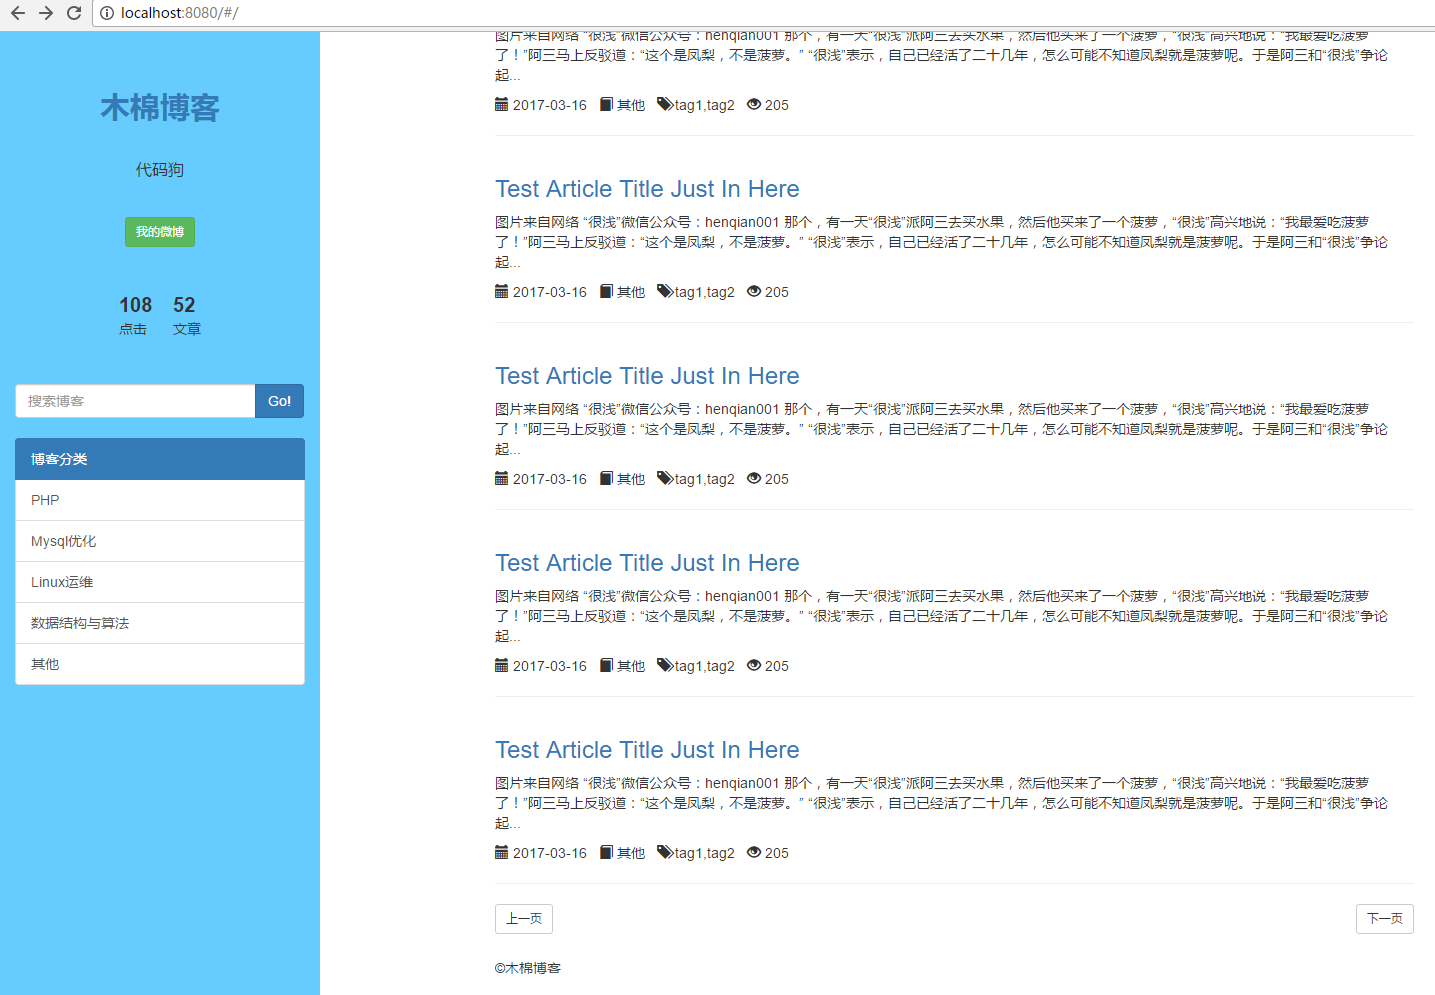 localhost:8080/#/
木棉博客
代码狗
我的微博
108 52
点击 文章
搜索博客 Go!
博客分类
PHP
Mysql优化
Linux运维
数据结构与算法
其他
图片来自网络 “很浅”微信公众号：henqian001 那个，有一天“很浅”派阿三去买水果，然后他买来了一个菠萝，“很浅”高兴地说：“我最爱吃菠萝
了！”阿三马上反驳道：“这个是凤梨，不是菠萝。” “很浅”表示，自己已经活了二十几年，怎么可能不知道凤梨就是菠萝呢。于是阿三和“很浅”争论
起...
2017-03-16 其他 tag1,tag2 205
Test Article Title Just In Here
图片来自网络 “很浅”微信公众号：henqian001 那个，有一天“很浅”派阿三去买水果，然后他买来了一个菠萝，“很浅”高兴地说：“我最爱吃菠萝
了！”阿三马上反驳道：“这个是凤梨，不是菠萝。” “很浅”表示，自己已经活了二十几年，怎么可能不知道凤梨就是菠萝呢。于是阿三和“很浅”争论
起...
2017-03-16 其他 tag1,tag2 205
Test Article Title Just In Here
图片来自网络 “很浅”微信公众号：henqian001 那个，有一天“很浅”派阿三去买水果，然后他买来了一个菠萝，“很浅”高兴地说：“我最爱吃菠萝
了！”阿三马上反驳道：“这个是凤梨，不是菠萝。” “很浅”表示，自己已经活了二十几年，怎么可能不知道凤梨就是菠萝呢。于是阿三和“很浅”争论
起...
2017-03-16 其他 tag1,tag2 205
Test Article Title Just In Here
图片来自网络 “很浅”微信公众号：henqian001 那个，有一天“很浅”派阿三去买水果，然后他买来了一个菠萝，“很浅”高兴地说：“我最爱吃菠萝
了！”阿三马上反驳道：“这个是凤梨，不是菠萝。” “很浅”表示，自己已经活了二十几年，怎么可能不知道凤梨就是菠萝呢。于是阿三和“很浅”争论
起...
2017-03-16 其他 tag1,tag2 205
Test Article Title Just In Here
图片来自网络 “很浅”微信公众号：henqian001 那个，有一天“很浅”派阿三去买水果，然后他买来了一个菠萝，“很浅”高兴地说：“我最爱吃菠萝
了！”阿三马上反驳道：“这个是凤梨，不是菠萝。” “很浅”表示，自己已经活了二十几年，怎么可能不知道凤梨就是菠萝呢。于是阿三和“很浅”争论
起...
2017-03-16 其他 tag1,tag2 205
上一页 下一页
©木棉博客